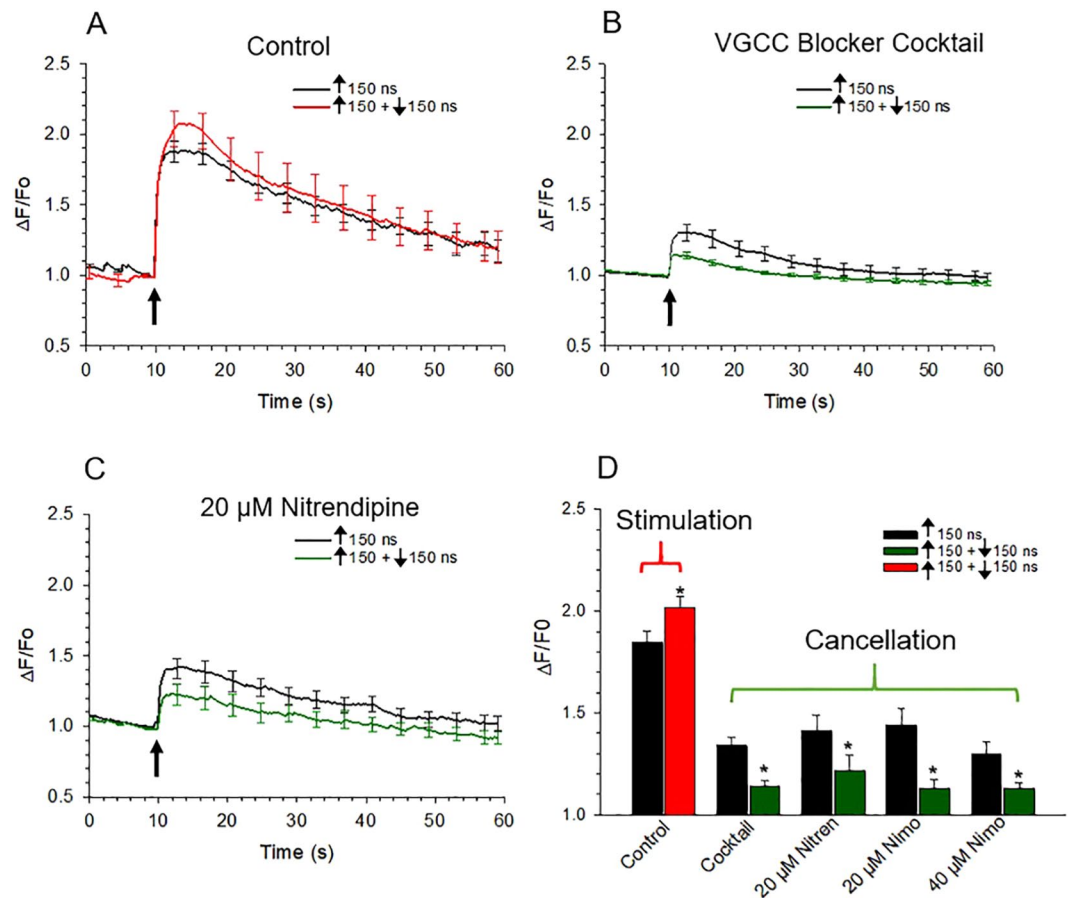 A
Control
2.5
2.0
1.5
1.0
0.5
ΔF/Fo
↑ 150 ns
↑ 150 + ↓ 150 ns
0 10 20 30 40 50 60
Time (s)
B
VGCC Blocker Cocktail
2.5
2.0
1.5
1.0
0.5
ΔF/Fo
↑ 150 ns
↑ 150 + ↓ 150 ns
0 10 20 30 40 50 60
Time (s)
C
20 µM Nitrendipine
2.5
2.0
1.5
1.0
0.5
ΔF/Fo
↑ 150 ns
↑ 150 + ↓ 150 ns
0 10 20 30 40 50 60
Time (s)
D
2.5
2.0
1.5
1.0
ΔF/F0
Stimulation
↑ 150 ns
↑ 150 + ↓ 150 ns
↑ 150 + ↓ 150 ns
*
Cancellation
* * * *
Control
Cocktail
20 µM Nitren
20 µM Nimo
40 µM Nimo